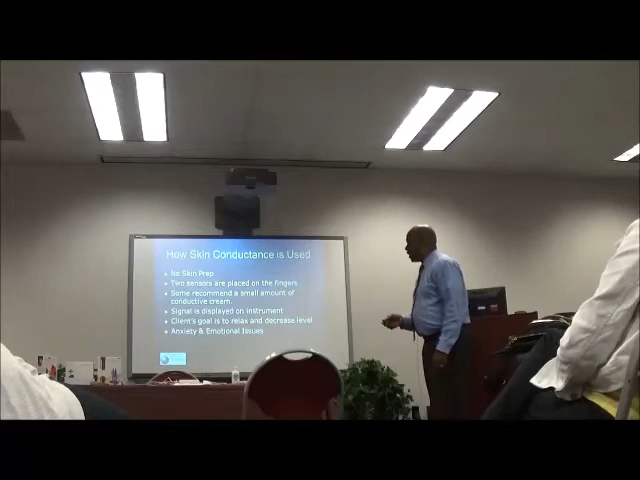 How Skin Conductance is Used
No Skin Prep
Two sensors are placed on the fingers
Some recommend a small amount of
conductive cream.
Signal is displayed on instrument
Client's goal is to relax and decrease level
Anxiety & Emotional Issues